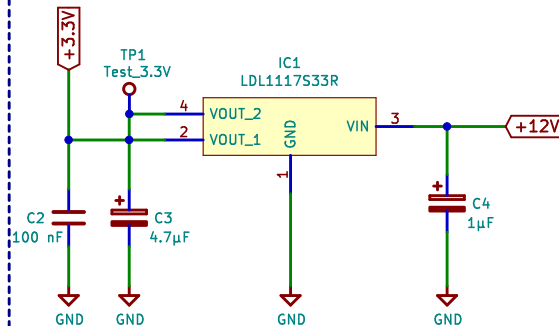 +3.3V
TP1
Test_3.3V
IC1
LDL1117S33R
4
VOUT_2
2
VOUT_1
GND
1
VIN
3
+12V
C2
100 nF
C3
4.7µF
C4
1µF
GND
GND
GND
GND